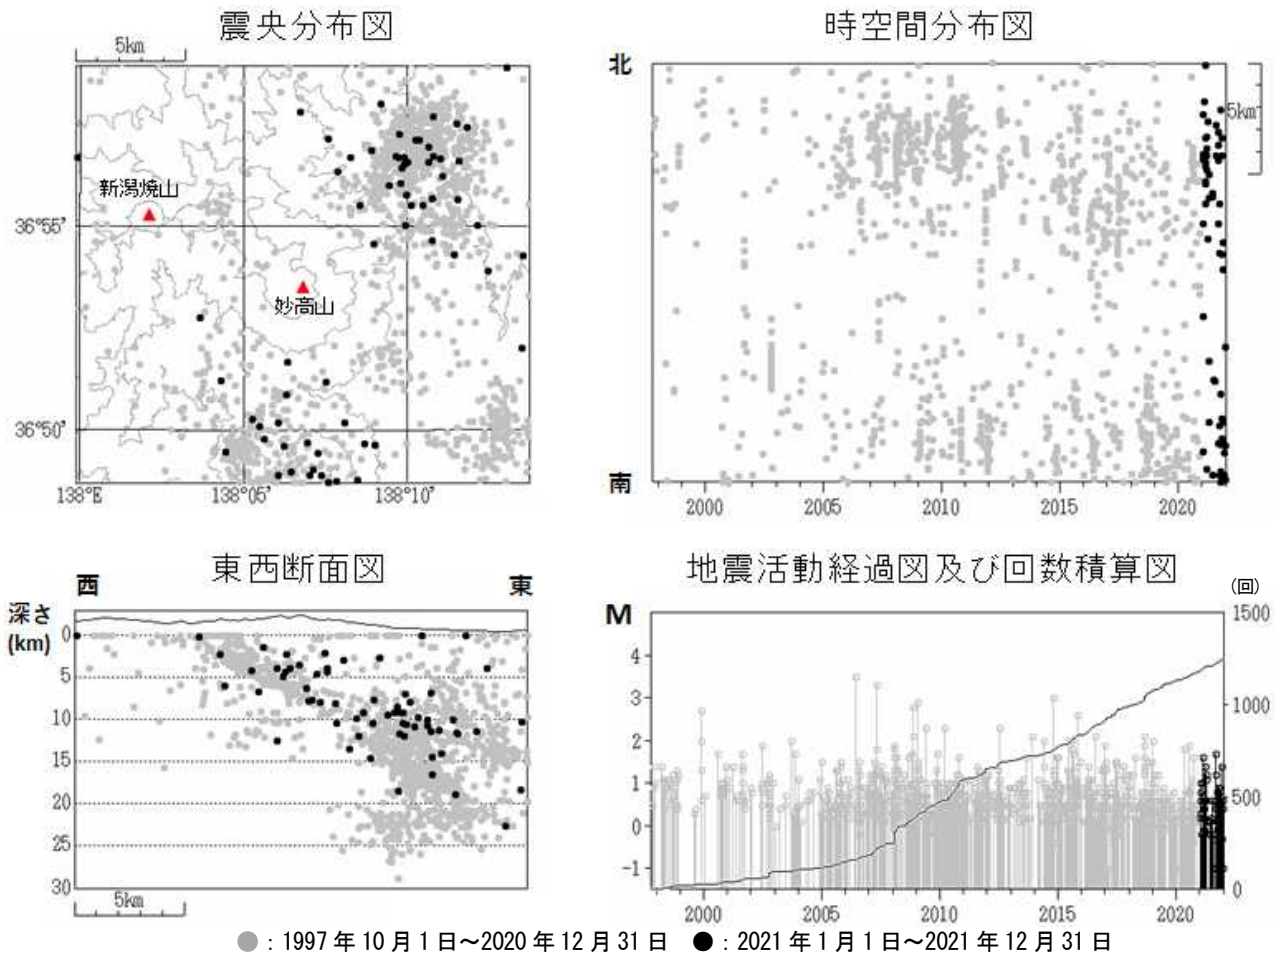 震央分布図
5km
新潟焼山
妙高山
36°55'
36°50'
138°E
138°05'
138°10'
時空間分布図
北
南
5km
2000
2005
2010
2015
2020
東西断面図
西
東
深さ
(km)
0
5
10
15
20
25
30
5km
地震活動経過図及び回数積算図
M
(回)
4
3
2
1
0
-1
1500
1000
500
0
2000
2005
2010
2015
2020
●：1997年10月1日～2020年12月31日 ●：2021年1月1日～2021年12月31日